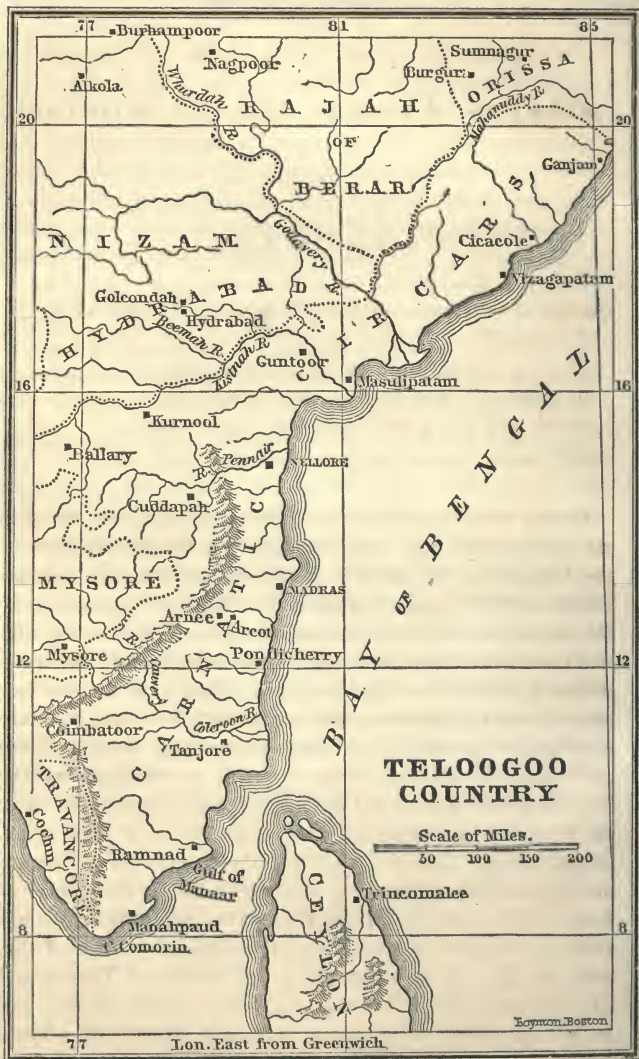 77 81 85
Burhampoor
Nagpoor
Sumnagur
Alkola
Burgur
ORISSA
Whurdah R
RAJAH
Mahanuddy R
20 20
OF
BERAR
Ganjam
NIZAM
Godavery R
Cicacole
Vizagapatam
Golcondah
HYDRABAD
CIRCARS
Hydrabad
Beemah R.
Kistnah R
Guntoor
16 16
Masulipatam
Kurnool
Ballary
R Pennair
NELLORE
Cuddapah
BAY OF BENGAL
MYSORE
MADRAS
Arnee
Arcot
CARNATIC
Mysore
R Cauvery
Pondicherry
12 12
Coimbatoor
Coleroon R
Tanjore
TELOOGOO
COUNTRY
TRAVANCORE
Scale of Miles.
50 100 150 200
Cochin
Ramnad
Gulf of
Manaar
CEYLON
Trincomalee
Manahpaud
8 8
C. Comorin
Boynton. Boston
77
Lon. East from Greenwich